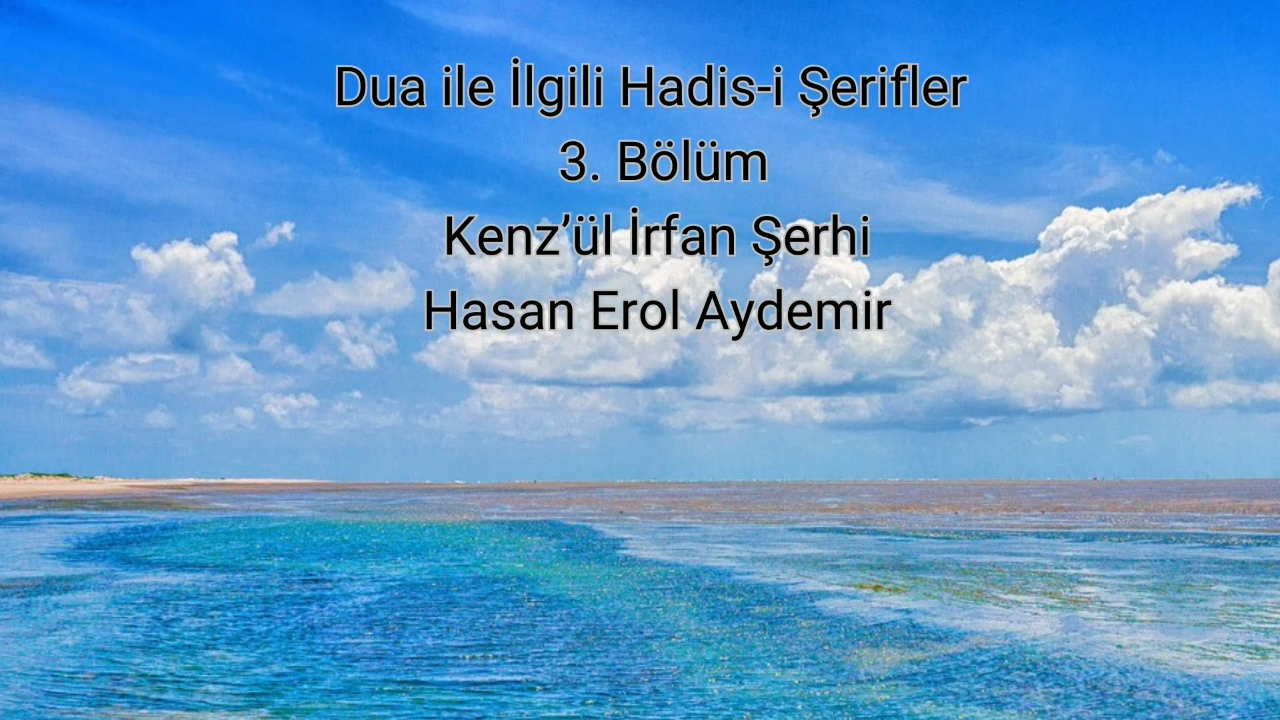 Dua ile İlgili Hadis-i Şerifler
3. Bölüm
Kenz’ül İrfan Şerhi
Hasan Erol Aydemir